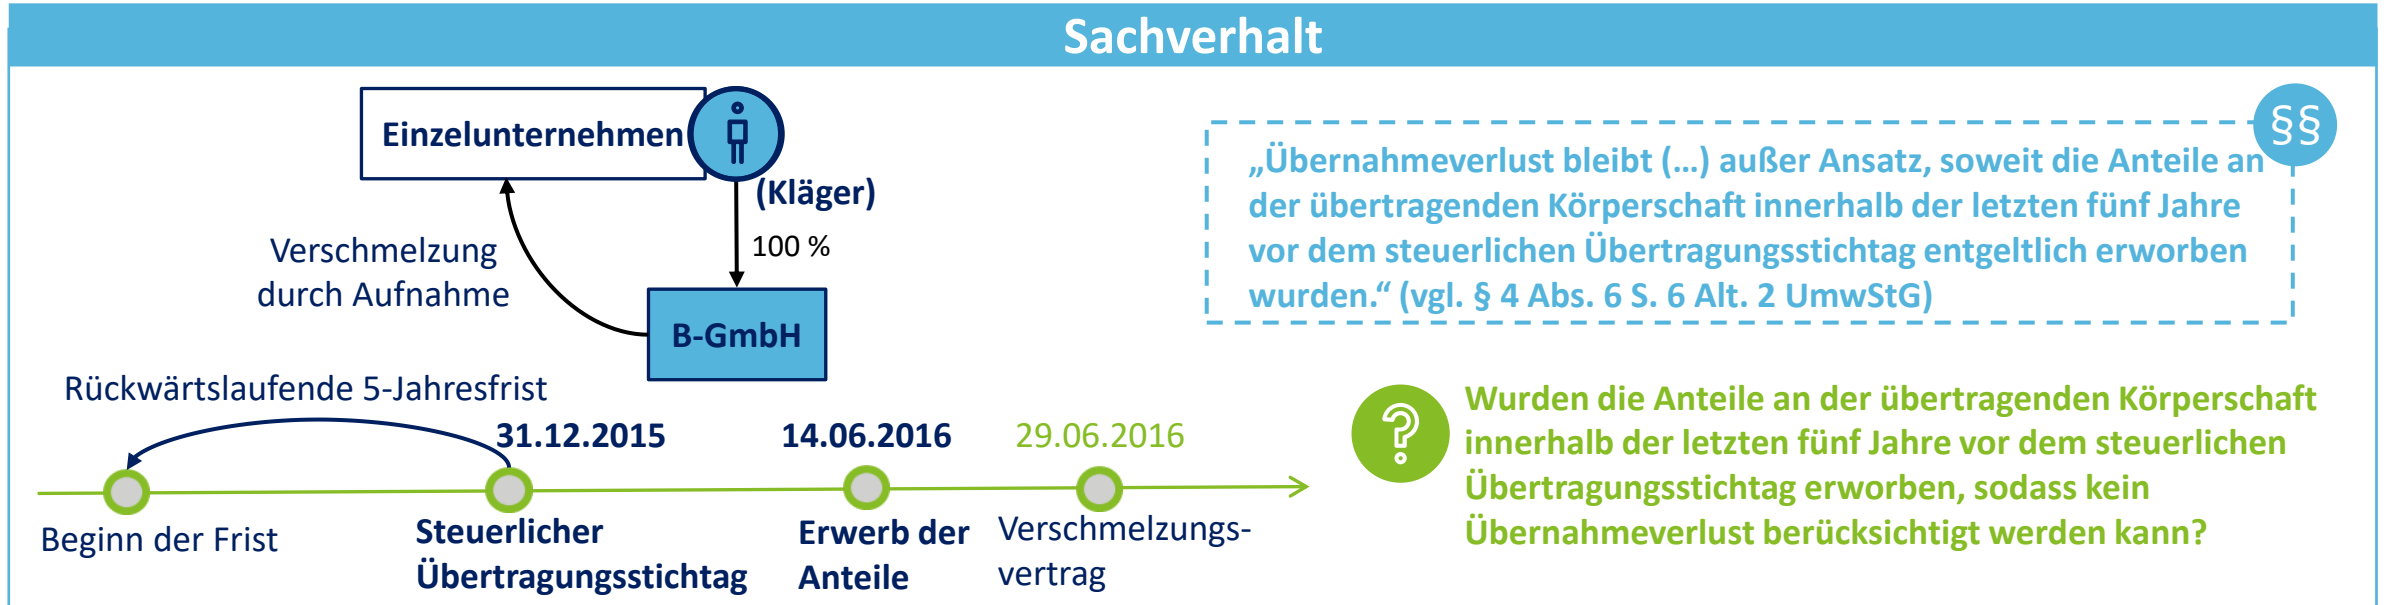 Sachverhalt
Einzelunternehmen
(Kläger)
100 %
Verschmelzung
durch Aufnahme
B-GmbH
§§
„Übernahmeverlust bleibt (…) außer Ansatz, soweit die Anteile an
der übertragenden Körperschaft innerhalb der letzten fünf Jahre
vor dem steuerlichen Übertragungsstichtag entgeltlich erworben
wurden.“ (vgl. § 4 Abs. 6 S. 6 Alt. 2 UmwStG)
Rückwärtslaufende 5-Jahresfrist
31.12.2015
14.06.2016
29.06.2016
Beginn der Frist
Steuerlicher
Übertragungsstichtag
Erwerb der
Anteile
Verschmelzungs-
vertrag
?
Wurden die Anteile an der übertragenden Körperschaft
innerhalb der letzten fünf Jahre vor dem steuerlichen
Übertragungsstichtag erworben, sodass kein
Übernahmeverlust berücksichtigt werden kann?